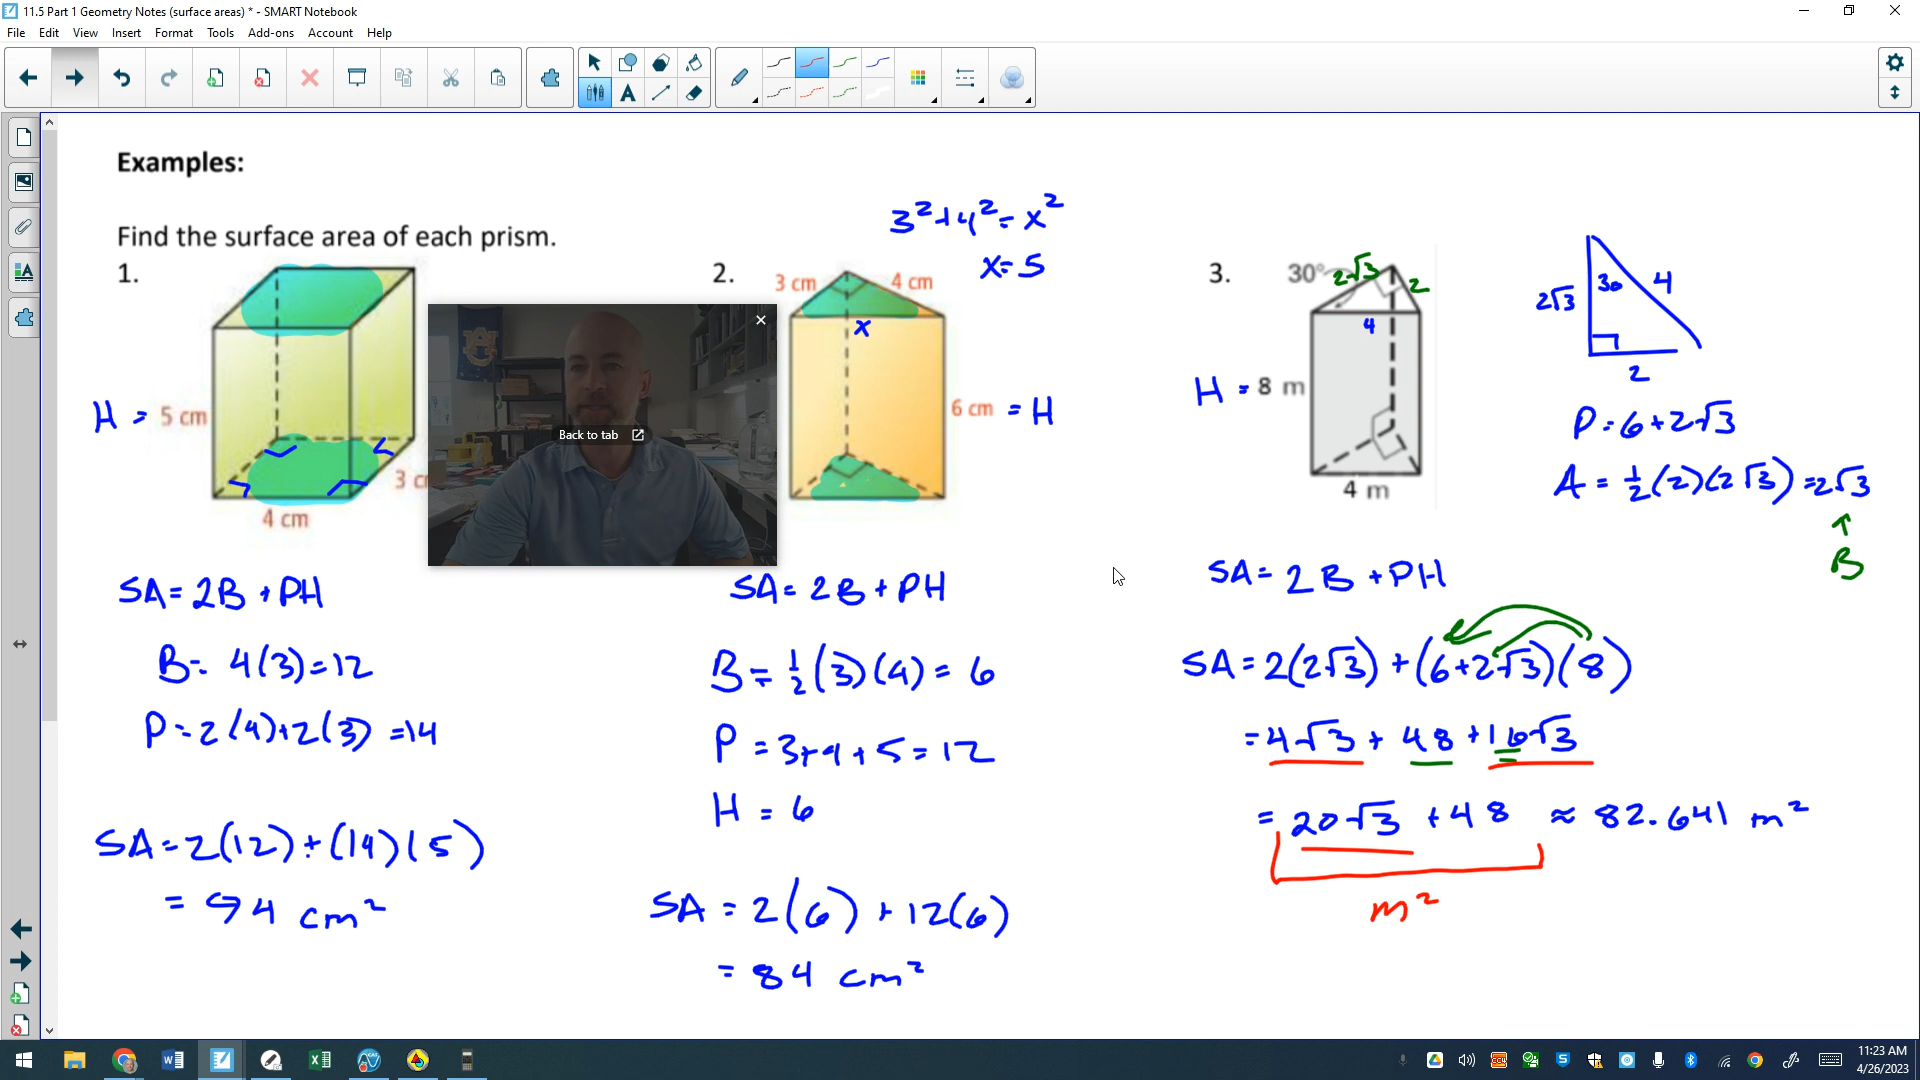 11.5 Part 1 Geometry Notes (surface areas) * - SMART Notebook
File Edit View Insert Format Tools Add-ons Account Help
Examples:
Find the surface area of each prism.
1.
H = 5 cm
3 c
4 cm
SA = 2B + PH
B = 4(3) = 12
P = 2(4)+2(3) = 14
SA = 2(12) + (14)(5)
= 94 cm²
Back to tab
2.
3² + 4² = x²
x = 5
3 cm 4 cm
x
6 cm = H
SA = 2B + PH
B = ½(3)(4) = 6
P = 3+4+5 = 12
H = 6
SA = 2(6) + 12(6)
= 84 cm²
3.
30° 2√3 2
4
H = 8 m
4 m
30 4
2√3
2
P = 6+2√3
A = ½(2)(2√3) = 2√3
↑
B
SA = 2B + PH
SA = 2(2√3) + (6+2√3)(8)
= 4√3 + 48 + 16√3
= 20√3 + 48 ≈ 82.641 m²
m²
11:23 AM
4/26/2023